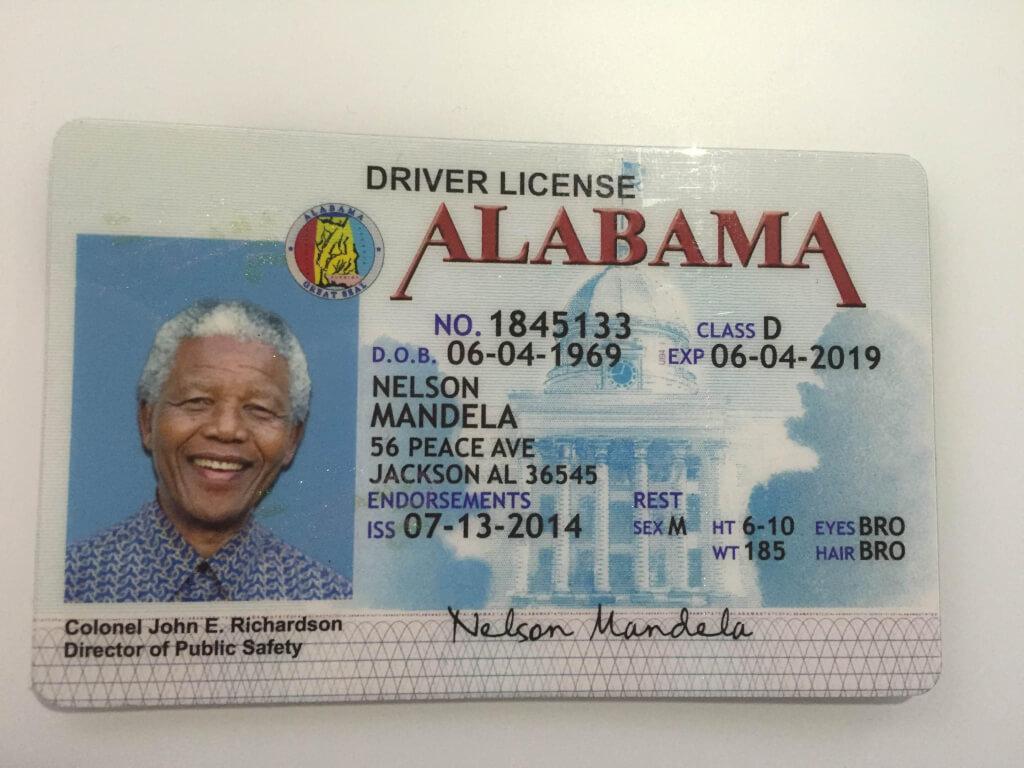 DRIVER LICENSE
ALABAMA
ALABAMA
GREAT SEAL
NO. 1845133 CLASS D
D.O.B. 06-04-1969 EXP 06-04-2019
NELSON
MANDELA
56 PEACE AVE
JACKSON AL 36545
ENDORSEMENTS REST
ISS 07-13-2014 SEX M HT 6-10 EYES BRO
WT 185 HAIR BRO
Colonel John E. Richardson
Director of Public Safety
Nelson Mandela